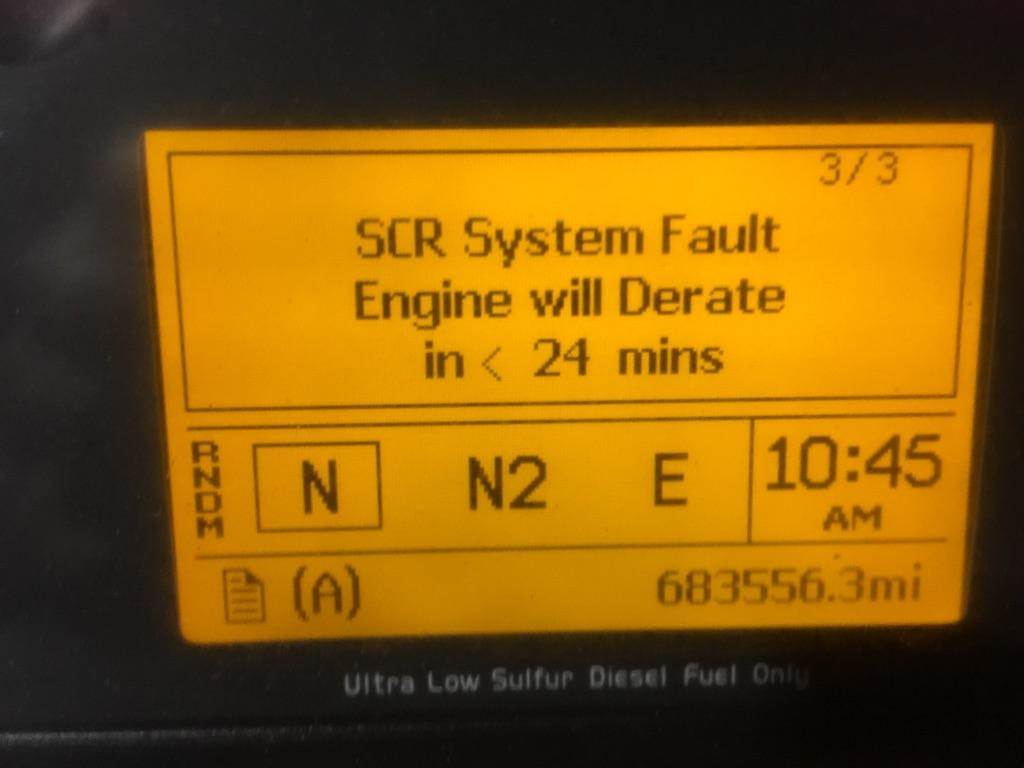 3/3
SCR System Fault
Engine will Derate
in < 24 mins
RNDM
N N2 E
10:45
AM
(A) 683556.3mi
Ultra Low Sulfur Diesel Fuel Only